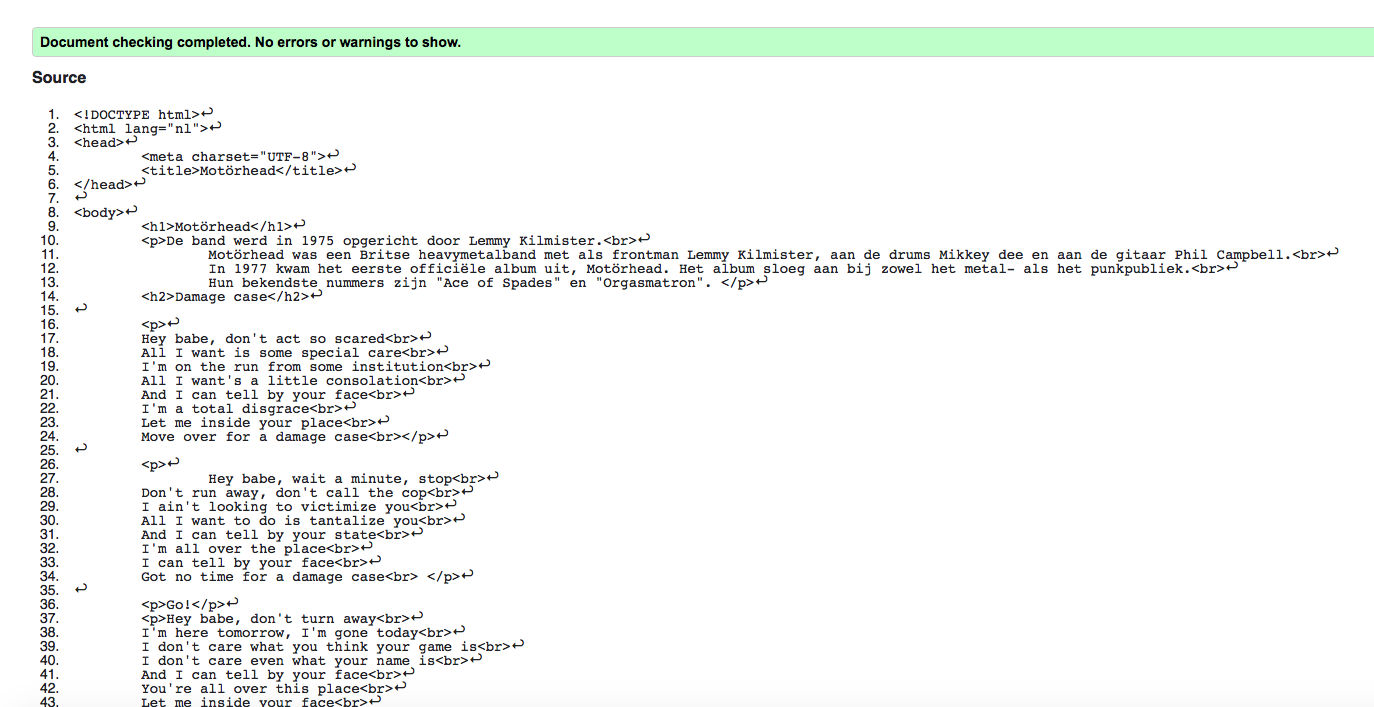 Document checking completed. No errors or warnings to show.
Source
1. <!DOCTYPE html>↩
2. <html lang="nl">↩
3. <head>↩
4. <meta charset="UTF-8">↩
5. <title>Motörhead</title>↩
6. </head>↩
7. ↩
8. <body>↩
9. <h1>Motörhead</h1>↩
10. <p>De band werd in 1975 opgericht door Lemmy Kilmister.<br>↩
11. Motörhead was een Britse heavymetalband met als frontman Lemmy Kilmister, aan de drums Mikkey dee en aan de gitaar Phil Campbell.<br>↩
12. In 1977 kwam het eerste officiële album uit, Motörhead. Het album sloeg aan bij zowel het metal- als het punkpubliek.<br>↩
13. Hun bekendste nummers zijn "Ace of Spades" en "Orgasmatron". </p>↩
14. <h2>Damage case</h2>↩
15. ↩
16. <p>↩
17. Hey babe, don't act so scared<br>↩
18. All I want is some special care<br>↩
19. I'm on the run from some institution<br>↩
20. All I want's a little consolation<br>↩
21. And I can tell by your face<br>↩
22. I'm a total disgrace<br>↩
23. Let me inside your place<br>↩
24. Move over for a damage case<br></p>↩
25. ↩
26. <p>↩
27. Hey babe, wait a minute, stop<br>↩
28. Don't run away, don't call the cop<br>↩
29. I ain't looking to victimize you<br>↩
30. All I want to do is tantalize you<br>↩
31. And I can tell by your state<br>↩
32. I'm all over the place<br>↩
33. I can tell by your face<br>↩
34. Got no time for a damage case<br> </p>↩
35. ↩
36. <p>Go!</p>↩
37. <p>Hey babe, don't turn away<br>↩
38. I'm here tomorrow, I'm gone today<br>↩
39. I don't care what you think your game is<br>↩
40. I don't care even what your name is<br>↩
41. And I can tell by your face<br>↩
42. You're all over this place<br>↩
43. Let me inside your face<br>↩